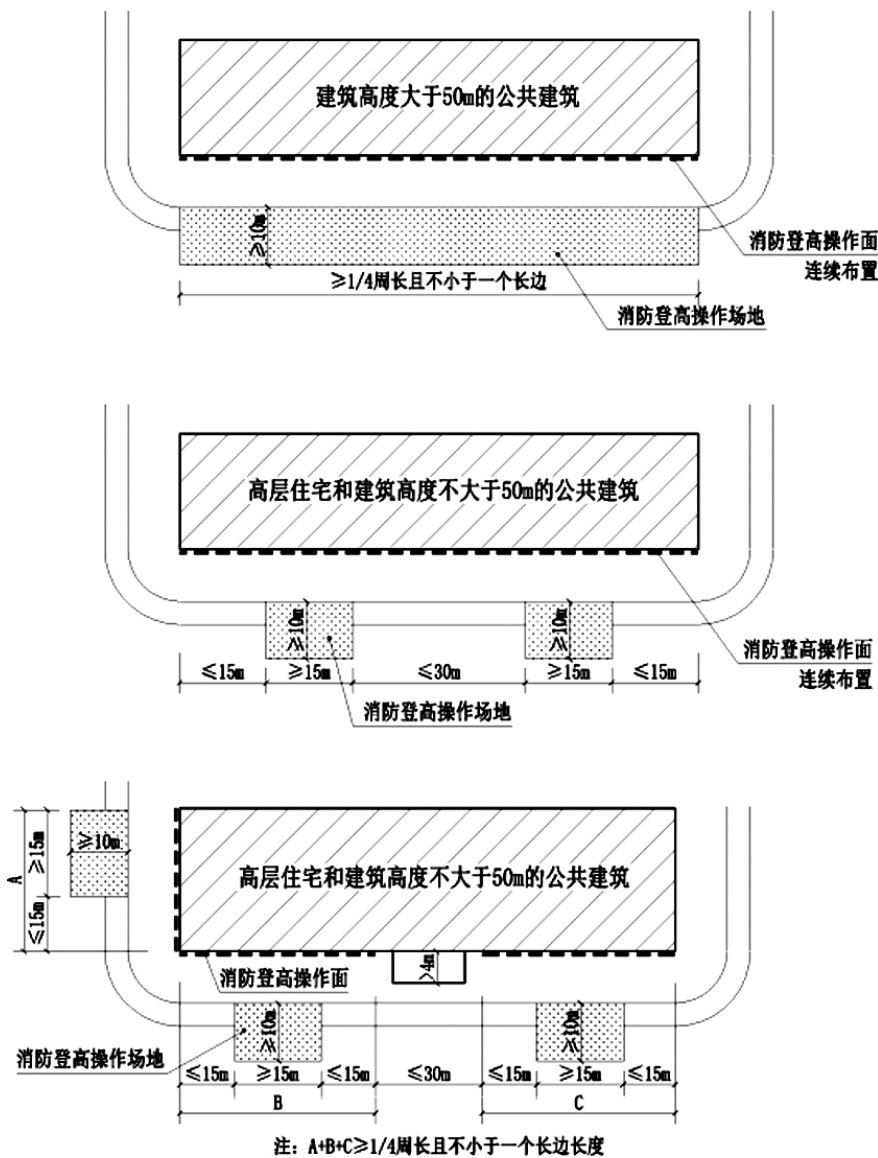 建筑高度大于50m的公共建筑
≥10m
消防登高操作面
连续布置
≥1/4周长且不小于一个长边
消防登高操作场地
高层住宅和建筑高度不大于50m的公共建筑
≥10m
≥10m
消防登高操作面
连续布置
≤15m ≥15m ≤30m ≥15m ≤15m
消防登高操作场地
A
≥15m
≤15m
≥10m
高层住宅和建筑高度不大于50m的公共建筑
>4m
消防登高操作面
≥10m
≥10m
消防登高操作场地
≤15m ≥15m ≤15m ≤30m ≤15m ≥15m ≤15m
B C
注：A+B+C≥1/4周长且不小于一个长边长度